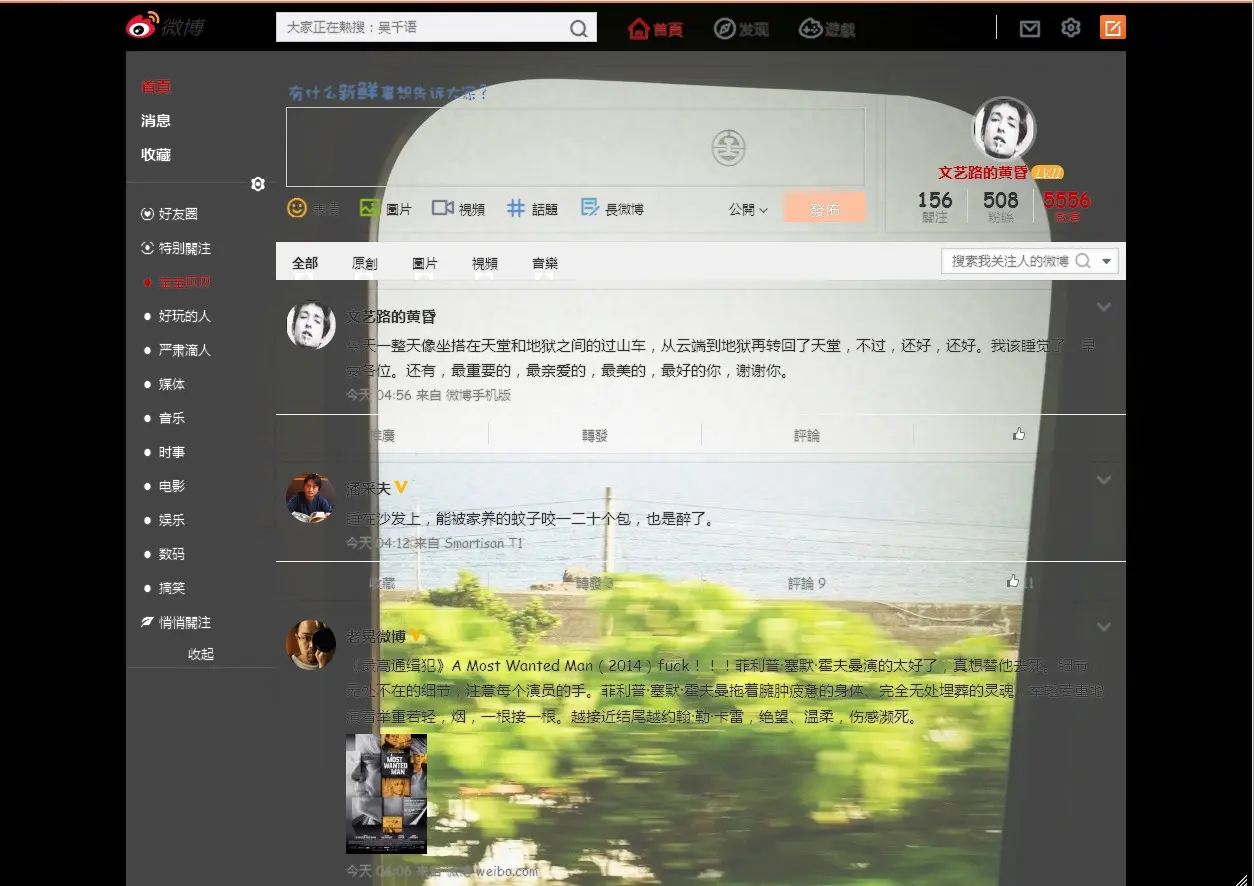 微博
大家正在熱搜：吴千语
首頁
发现
遊戲
首頁
消息
收藏
好友圈
特别關注
好玩的人
严肃滴人
媒体
音乐
时事
电影
娱乐
数码
搞笑
悄悄關注
收起
有什么新鲜事想告诉大家?
表情 圖片 視頻 # 話題 長微博
公開
發佈
文艺路的黄昏
156 508 5556
關注 粉絲 微博
全部 原創 圖片 視頻 音樂
搜索我关注人的微博
文艺路的黄昏
今天一整天像坐搭在天堂和地狱之间的过山车，从云端到地狱再转回了天堂，不过，还好，还好。我该睡觉了，早
安各位。还有，最重要的，最亲爱的，最美的，最好的你，谢谢你。
今天 04:56 来自 微博手机版
推廣 轉發 評論
潘采夫 V
睡在沙发上，能被家养的蚊子咬一二十个包，也是醉了。
今天 04:12 来自 Smartisan T1
收藏 轉發 3 評論 9
老晃微博 V
《最高通缉犯》A Most Wanted Man（2014）fuck！！！菲利普·塞默·霍夫曼演的太好了，真想替他去死。细节，
无处不在的细节，注意每个演员的手。菲利普·塞默·霍夫曼拖着臃肿疲惫的身体、完全无处埋葬的灵魂，
举重若轻，烟，一根接一根。越接近结尾越约翰·勒·卡雷，绝望、温柔，伤感濒死。
A MOST
WANTED
MAN
今天 04:06 来自 微博 weibo.com